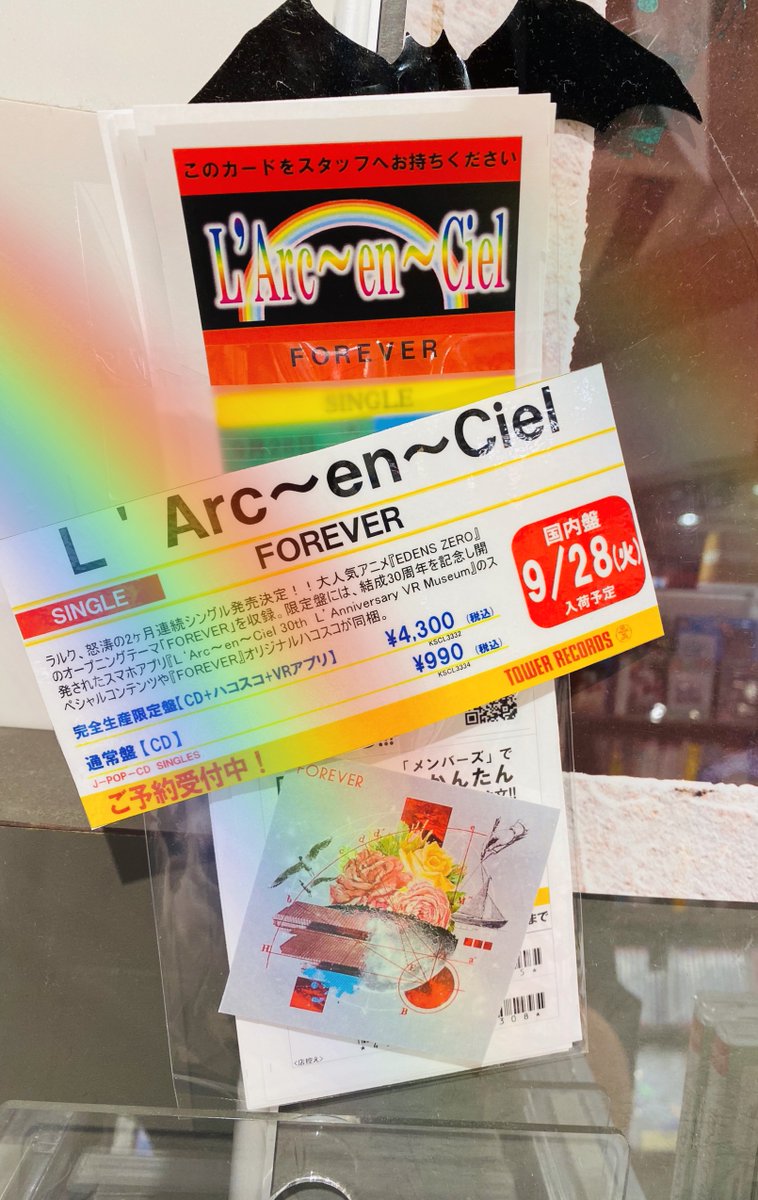 このカードをスタッフへお持ちください
L'Arc～en～Ciel
FOREVER
SINGLE
L' Arc～en～Ciel
FOREVER
SINGLE
国内盤
9/28(火)
入荷予定
ラルク、怒涛の2ヶ月連続シングル発売決定！！大人気アニメ『EDENS ZERO』
のオープニングテーマ「FOREVER」を収録。限定盤には、結成30周年を記念し開
発されたスマホアプリ『L' Arc～en～Ciel 30th L' Anniversary VR Museum』のス
ペシャルコンテンツや『FOREVER』オリジナルハコスコが同梱。
完全生産限定盤【CD+ハコスコ+VRアプリ】 ¥4,300 (税込)
KSCL3332
通常盤【CD】 ¥990 (税込)
KSCL3334
J-POP-CD SINGLES
ご予約受付中！
TOWER RECORDS
「メンバーズ」で
かんたん
FOREVER
まで
<店控え>